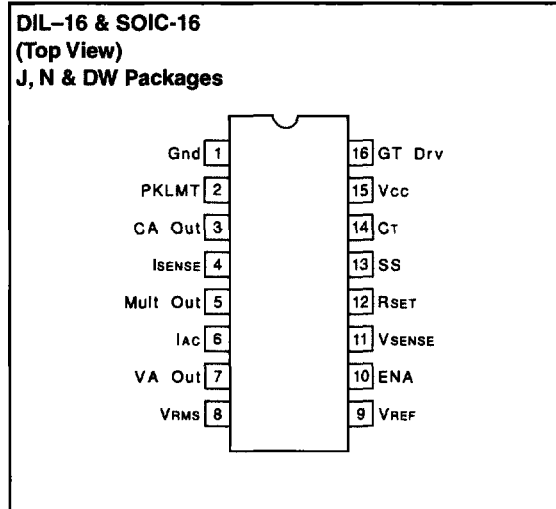 DIL–16 & SOIC-16
(Top View)
J, N & DW Packages
Gnd 1 16 GT Drv
PKLMT 2 15 Vcc
CA Out 3 14 CT
ISENSE 4 13 SS
Mult Out 5 12 RSET
IAC 6 11 VSENSE
VA Out 7 10 ENA
VRMS 8 9 VREF